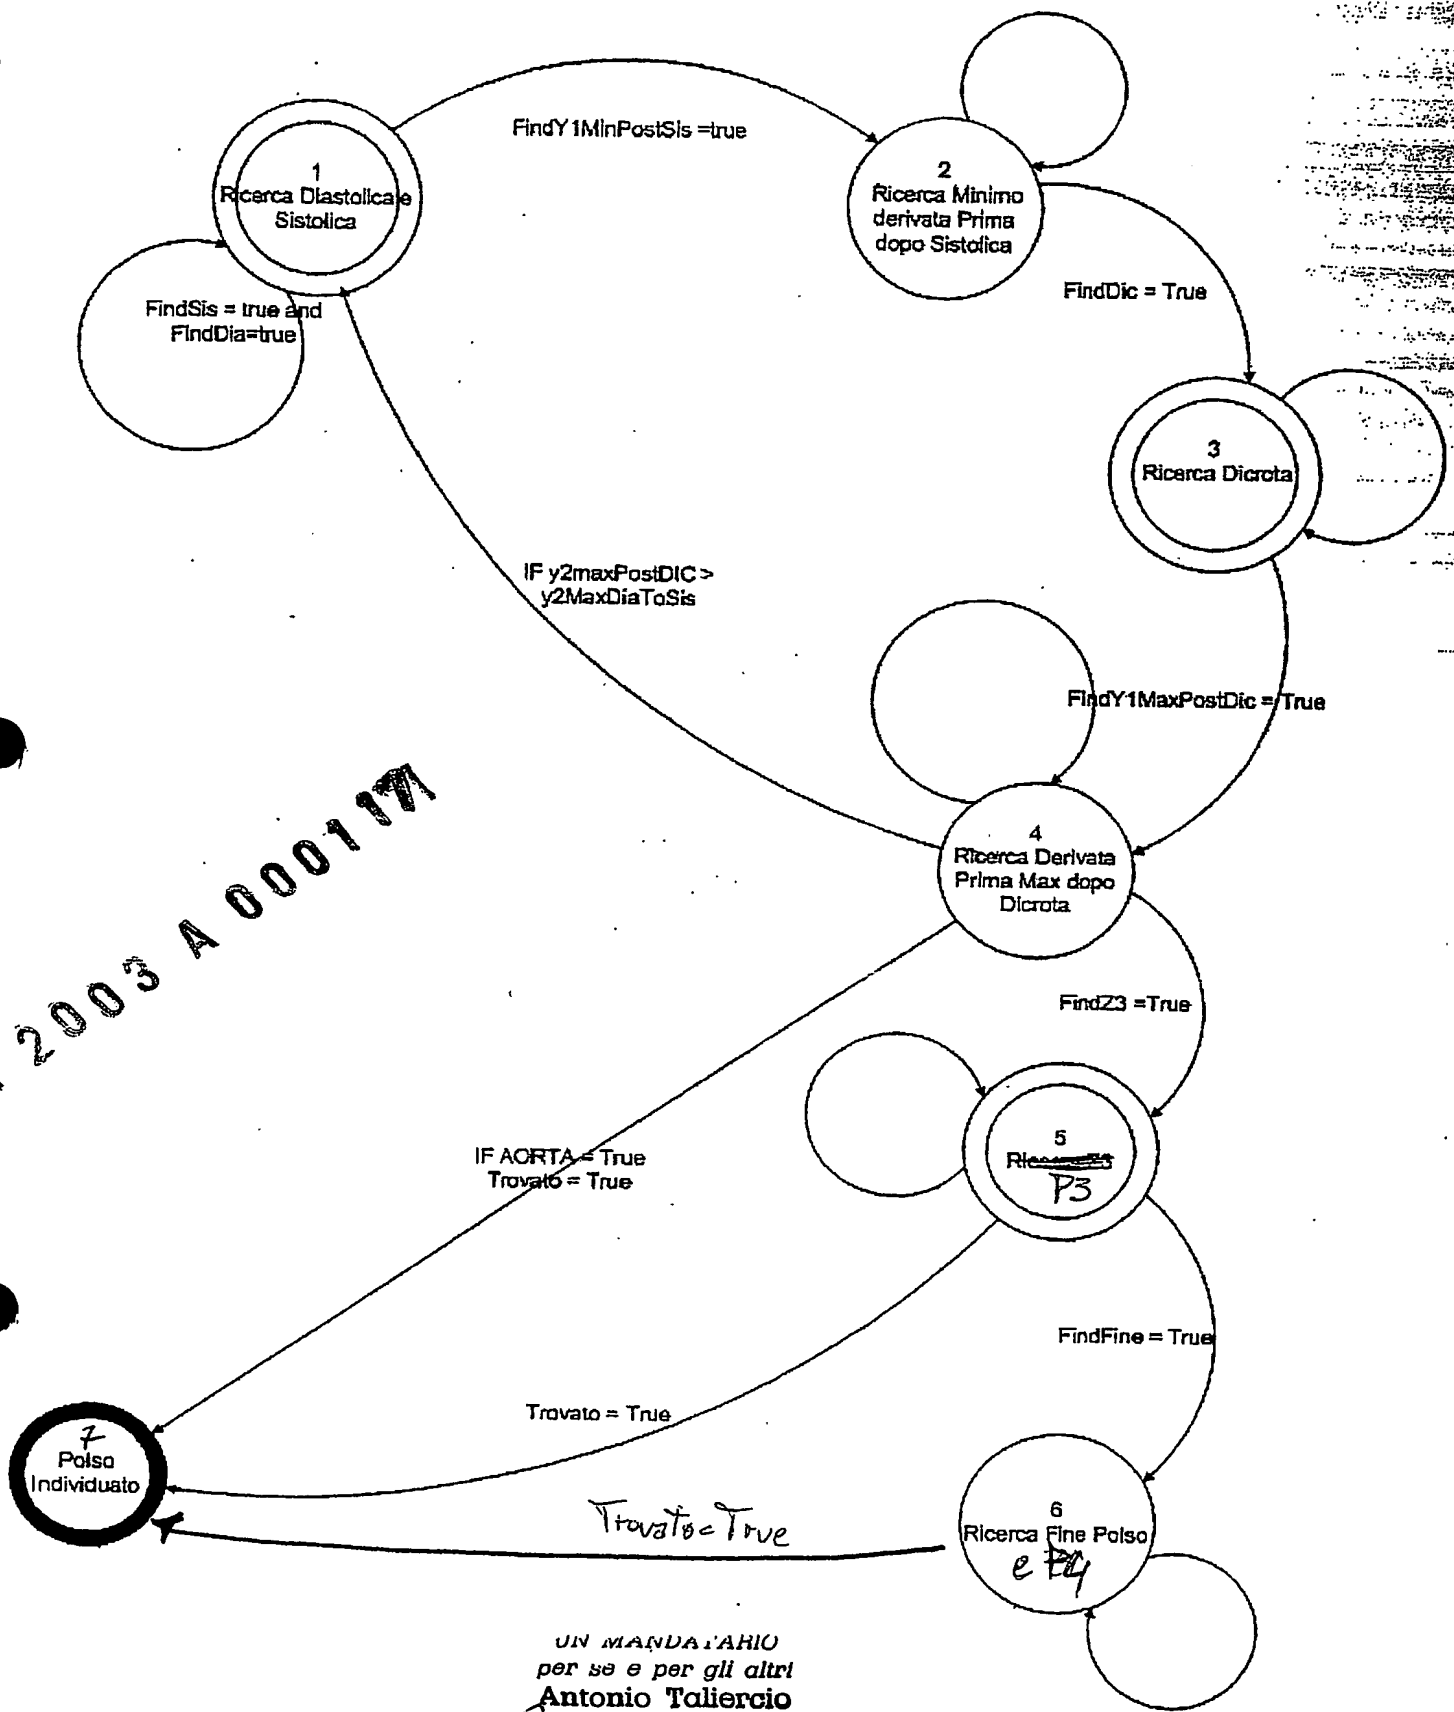 FindY1MinPostSis =true
1
Ricerca Diastolica e
Sistolica
2
Ricerca Minimo
derivata Prima
dopo Sistolica
FindDic = True
FindSis = true and
FindDia=true
3
Ricerca Dicrota
IF y2maxPostDIC >
y2MaxDiaToSis
FindY1MaxPostDic = True
4
Ricerca Derivata
Prima Max dopo
Dicrota
2003 A 000117
FindZ3 =True
IF AORTA = True
Trovato = True
5
P3
FindFine = True
Trovato = True
7
Polso
Individuato
Trovato = True
6
Ricerca Fine Polso
e P4
UN MANDATARIO
per se e per gli altri
Antonio Taliercio